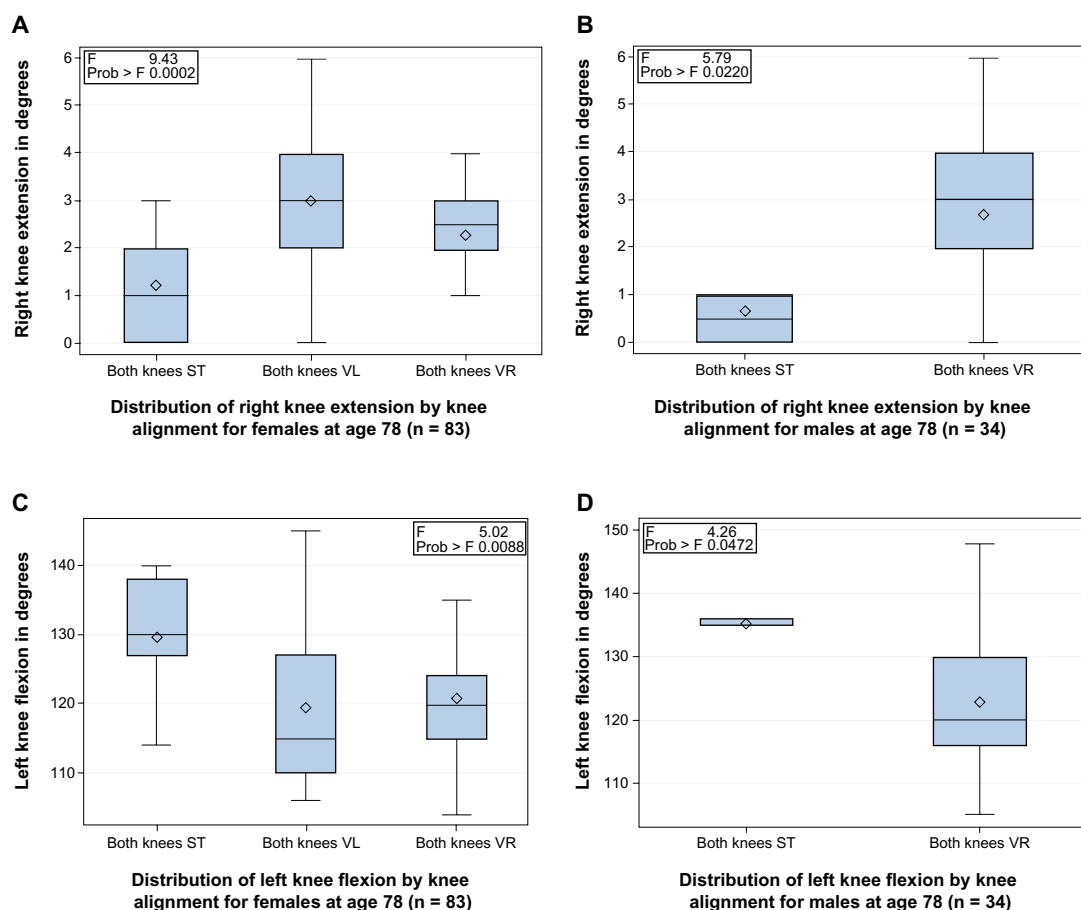 A
F 9.43
Prob > F 0.0002
Right knee extension in degrees
6
5
4
3
2
1
0
Both knees ST Both knees VL Both knees VR
Distribution of right knee extension by knee
alignment for females at age 78 (n = 83)
B
F 5.79
Prob > F 0.0220
Right knee extension in degrees
6
5
4
3
2
1
0
Both knees ST Both knees VR
Distribution of right knee extension by knee
alignment for males at age 78 (n = 34)
C
F 5.02
Prob > F 0.0088
Left knee flexion in degrees
140
130
120
110
Both knees ST Both knees VL Both knees VR
Distribution of left knee flexion by knee
alignment for females at age 78 (n = 83)
D
F 4.26
Prob > F 0.0472
Left knee flexion in degrees
150
140
130
120
110
Both knees ST Both knees VR
Distribution of left knee flexion by knee
alignment for males at age 78 (n = 34)